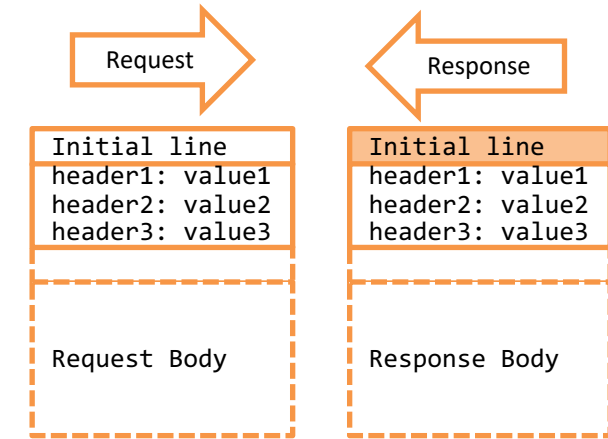 Request
Initial line
header1: value1
header2: value2
header3: value3
Request Body
Response
Initial line
header1: value1
header2: value2
header3: value3
Response Body